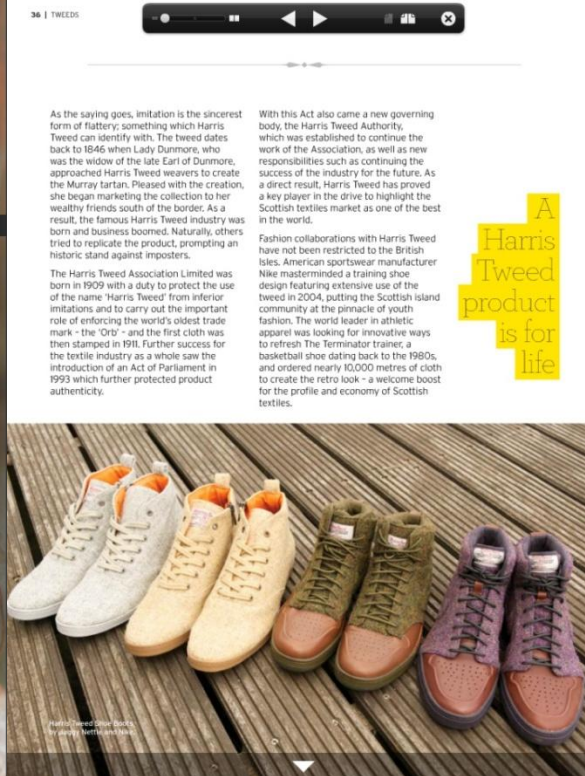 36 | TWEEDS
As the saying goes, imitation is the sincerest
form of flattery; something which Harris
Tweed can identify with. The tweed dates
back to 1846 when Lady Dunmore, who
was the widow of the late Earl of Dunmore,
approached Harris Tweed weavers to create
the Murray tartan. Pleased with the creation,
she began marketing the collection to her
wealthy friends south of the border. As a
result, the famous Harris Tweed industry was
born and business boomed. Naturally, others
tried to replicate the product, prompting an
historic stand against imposters.
The Harris Tweed Association Limited was
born in 1909 with a duty to protect the use
of the name 'Harris Tweed' from inferior
imitations and to carry out the important
role of enforcing the world's oldest trade
mark – the 'Orb' – and the first cloth was
then stamped in 1911. Further success for
the textile industry as a whole saw the
introduction of an Act of Parliament in
1993 which further protected product
authenticity.
With this Act also came a new governing
body, the Harris Tweed Authority,
which was established to continue the
work of the Association, as well as new
responsibilities such as continuing the
success of the industry for the future. As
a direct result, Harris Tweed has proved
a key player in the drive to highlight the
Scottish textiles market as one of the best
in the world.
Fashion collaborations with Harris Tweed
have not been restricted to the British
Isles. American sportswear manufacturer
Nike masterminded a training shoe
design featuring extensive use of the
tweed in 2004, putting the Scottish island
community at the pinnacle of youth
fashion. The world leader in athletic
apparel was looking for innovative ways
to refresh The Terminator trainer, a
basketball shoe dating back to the 1980s,
and ordered nearly 10,000 metres of cloth
to create the retro look – a welcome boost
for the profile and economy of Scottish
textiles.
A
Harris
Tweed
product
is for
life
Harris Tweed Shoe Boots
by Jaggy Nettle and Nike.